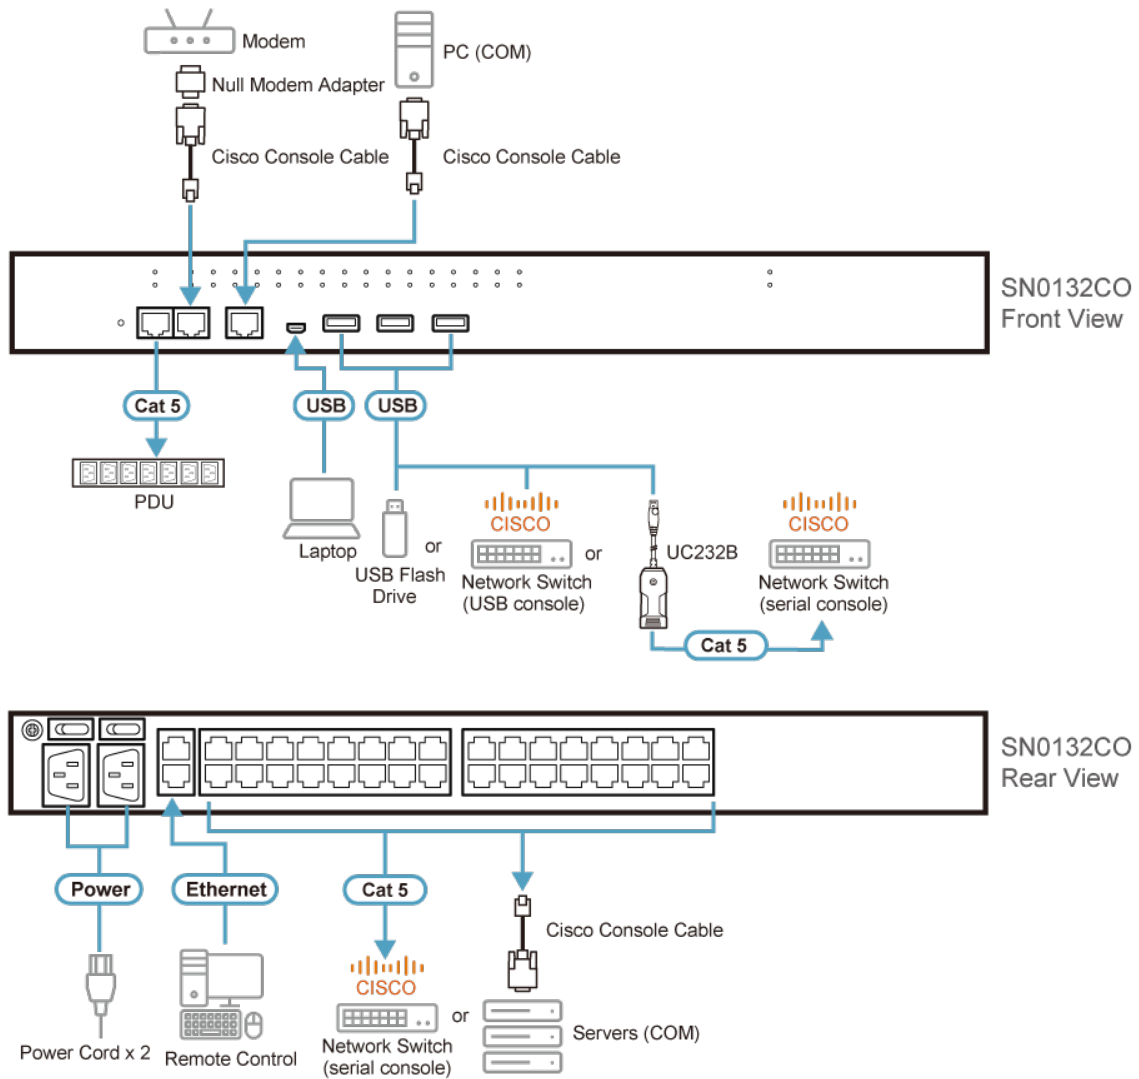 Modem
PC (COM)
Null Modem Adapter
Cisco Console Cable
Cisco Console Cable
SN0132CO
Front View
Cat 5
USB
USB
PDU
Laptop
USB Flash
Drive
or
CISCO
Network Switch
(USB console)
or
UC232B
CISCO
Network Switch
(serial console)
Cat 5
SN0132CO
Rear View
Power
Ethernet
Cat 5
Cisco Console Cable
Power Cord x 2
Remote Control
CISCO
Network Switch
(serial console)
or
Servers (COM)